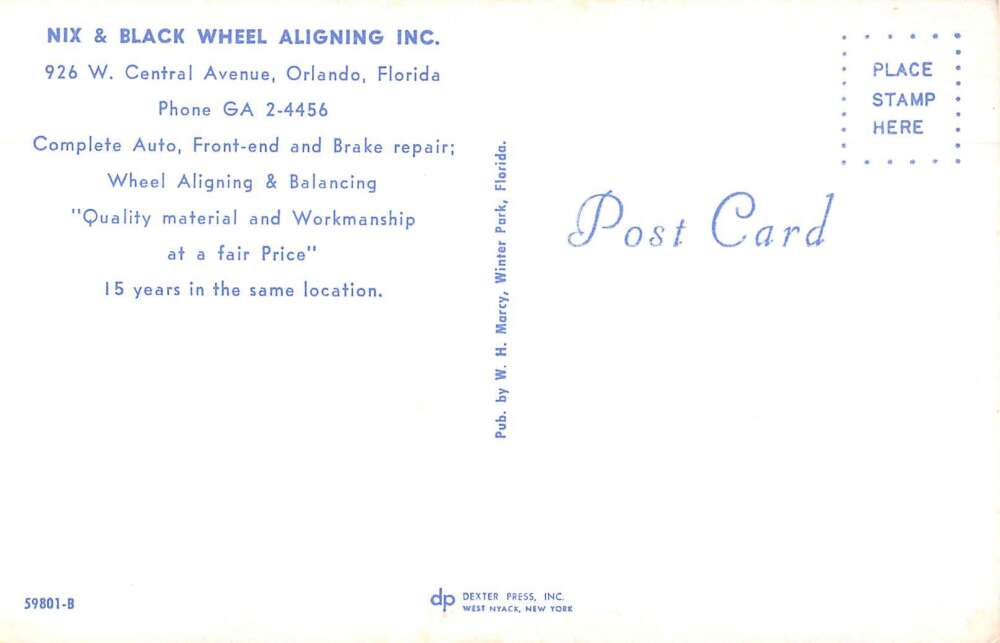 NIX & BLACK WHEEL ALIGNING INC.
926 W. Central Avenue, Orlando, Florida
Phone GA 2-4456
Complete Auto, Front-end and Brake repair;
Wheel Aligning & Balancing
"Quality material and Workmanship
at a fair Price"
15 years in the same location.
59801-B
Pub. by W. H. Marcy, Winter Park, Florida.
dp DEXTER PRESS, INC.
WEST NYACK, NEW YORK
PLACE
STAMP
HERE
Post Card